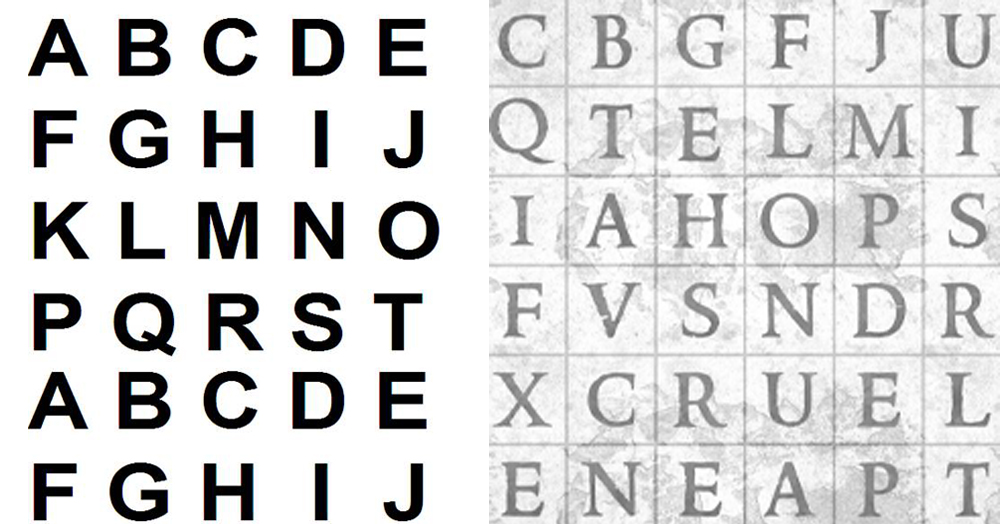 A B C D E
F G H I J
K L M N O
P Q R S T
A B C D E
F G H I J
C B G F J U
Q T E L M I
I A H O P S
F V S N D R
X C R U E L
E N E A P T